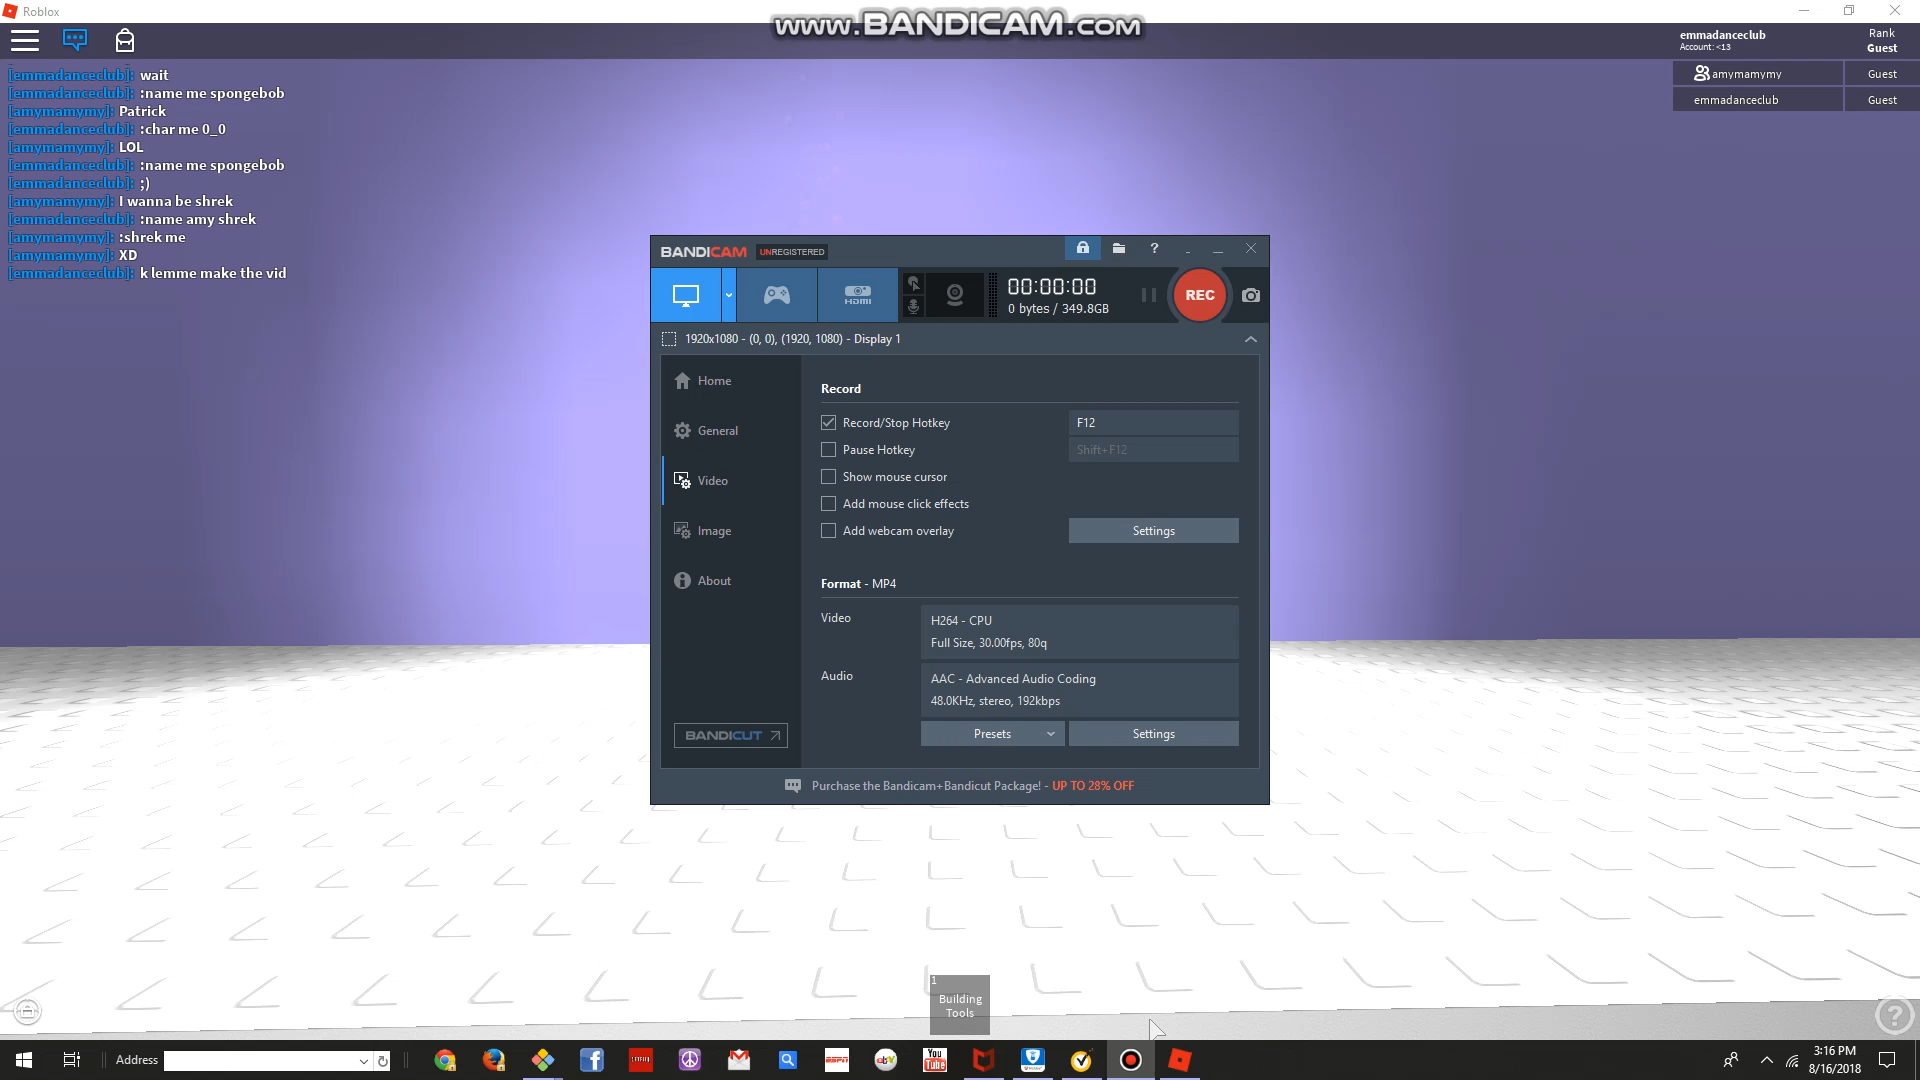 Roblox
www.BANDICAM.com
emmadanceclub
Account: <13
Rank
Guest
amymamymy
Guest
emmadanceclub
Guest
[emmadanceclub]: wait
[emmadanceclub]: :name me spongebob
[amymamymy]: Patrick
[emmadanceclub]: :char me 0_0
[amymamymy]: LOL
[emmadanceclub]: :name me spongebob
[emmadanceclub]: ;)
[amymamymy]: I wanna be shrek
[emmadanceclub]: :name amy shrek
[amymamymy]: :shrek me
[amymamymy]: XD
[emmadanceclub]: k lemme make the vid
BANDICAM UNREGISTERED
?
HDMI
00:00:00
0 bytes / 349.8GB
REC
1920x1080 - (0, 0), (1920, 1080) - Display 1
Home
General
Video
Image
About
BANDICUT
Record
Record/Stop Hotkey
F12
Pause Hotkey
Shift+F12
Show mouse cursor
Add mouse click effects
Add webcam overlay
Settings
Format - MP4
Video
H264 - CPU
Full Size, 30.00fps, 80q
Audio
AAC - Advanced Audio Coding
48.0KHz, stereo, 192kbps
Presets
Settings
Purchase the Bandicam+Bandicut Package! - UP TO 28% OFF
1
Building
Tools
?
Address
ESPN
ebay
You
Tube
3:16 PM
8/16/2018